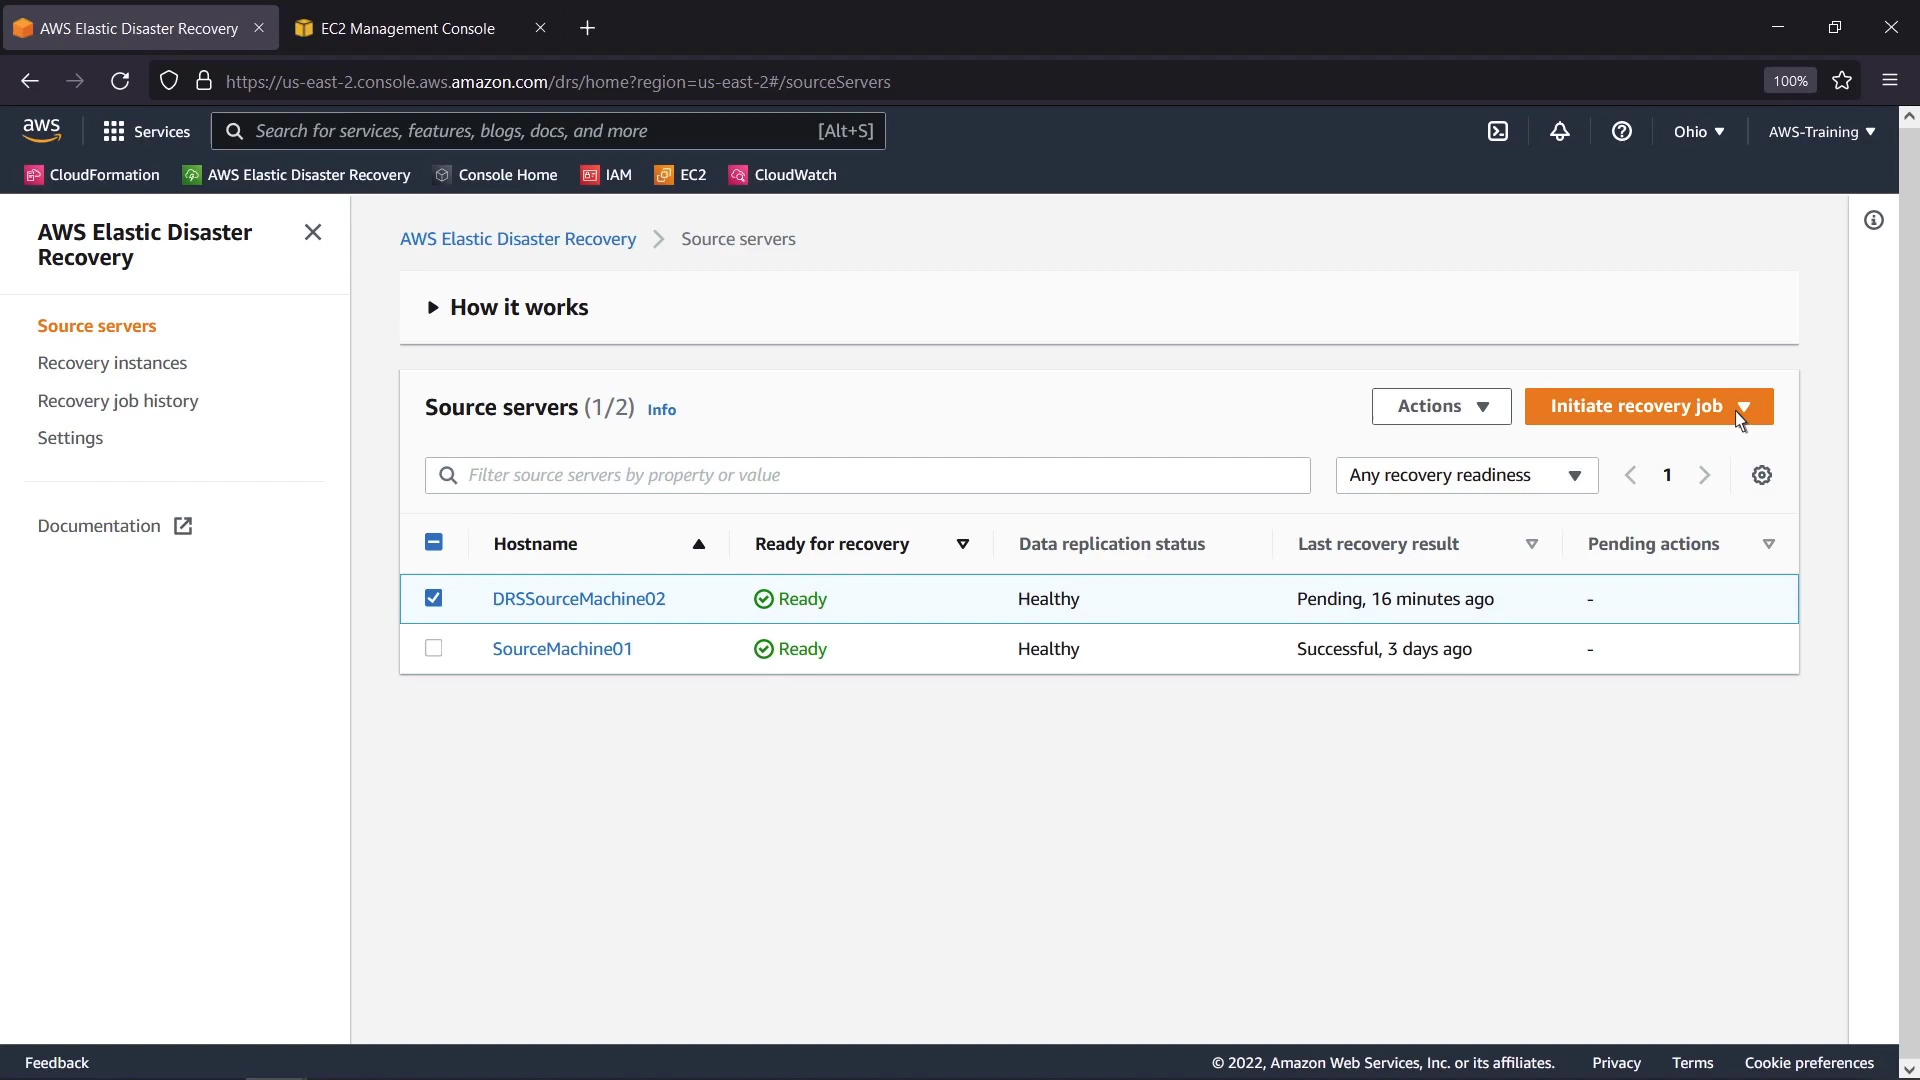 AWS Elastic Disaster Recovery
EC2 Management Console
https://us-east-2.console.aws.amazon.com/drs/home?region=us-east-2#/sourceServers
100%
aws
Services
Search for services, features, blogs, docs, and more
[Alt+S]
Ohio
AWS-Training
CloudFormation
AWS Elastic Disaster Recovery
Console Home
IAM
EC2
CloudWatch
AWS Elastic Disaster
Recovery
Source servers
Recovery instances
Recovery job history
Settings
Documentation
AWS Elastic Disaster Recovery
Source servers
How it works
Source servers (1/2) Info
Actions
Initiate recovery job
Filter source servers by property or value
Any recovery readiness
1
Hostname
Ready for recovery
Data replication status
Last recovery result
Pending actions
DRSSourceMachine02
Ready
Healthy
Pending, 16 minutes ago
-
SourceMachine01
Ready
Healthy
Successful, 3 days ago
-
Feedback
© 2022, Amazon Web Services, Inc. or its affiliates.
Privacy
Terms
Cookie preferences